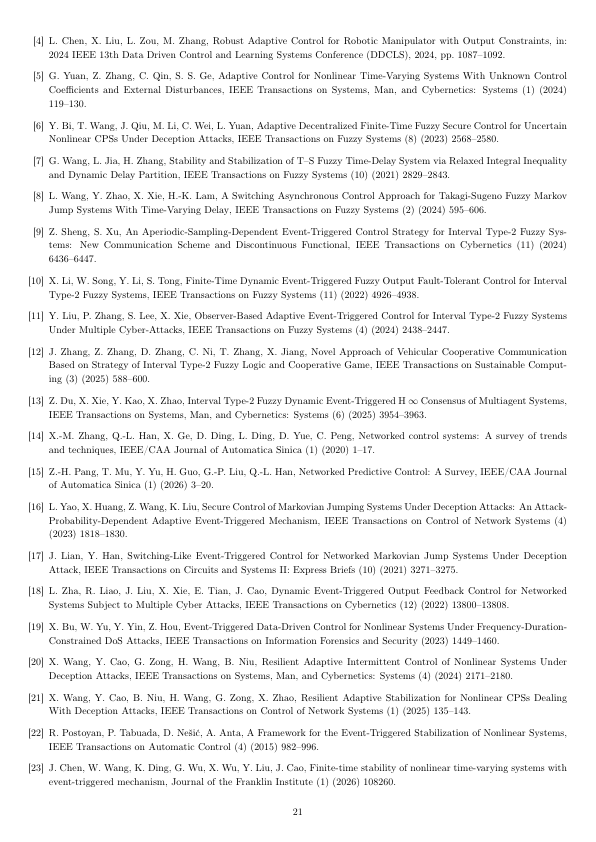 [4] L. Chen, X. Liu, L. Zou, M. Zhang, Robust Adaptive Control for Robotic Manipulator with Output Constraints, in:
2024 IEEE 13th Data Driven Control and Learning Systems Conference (DDCLS), 2024, pp. 1087–1092.
[5] G. Yuan, Z. Zhang, C. Qin, S. S. Ge, Adaptive Control for Nonlinear Time-Varying Systems With Unknown Control
Coefficients and External Disturbances, IEEE Transactions on Systems, Man, and Cybernetics: Systems (1) (2024)
119–130.
[6] Y. Bi, T. Wang, J. Qiu, M. Li, C. Wei, L. Yuan, Adaptive Decentralized Finite-Time Fuzzy Secure Control for Uncertain
Nonlinear CPSs Under Deception Attacks, IEEE Transactions on Fuzzy Systems (8) (2023) 2568–2580.
[7] G. Wang, L. Jia, H. Zhang, Stability and Stabilization of T–S Fuzzy Time-Delay System via Relaxed Integral Inequality
and Dynamic Delay Partition, IEEE Transactions on Fuzzy Systems (10) (2021) 2829–2843.
[8] L. Wang, Y. Zhao, X. Xie, H.-K. Lam, A Switching Asynchronous Control Approach for Takagi-Sugeno Fuzzy Markov
Jump Systems With Time-Varying Delay, IEEE Transactions on Fuzzy Systems (2) (2024) 595–606.
[9] Z. Sheng, S. Xu, An Aperiodic-Sampling-Dependent Event-Triggered Control Strategy for Interval Type-2 Fuzzy Sys-
tems: New Communication Scheme and Discontinuous Functional, IEEE Transactions on Cybernetics (11) (2024)
6436–6447.
[10] X. Li, W. Song, Y. Li, S. Tong, Finite-Time Dynamic Event-Triggered Fuzzy Output Fault-Tolerant Control for Interval
Type-2 Fuzzy Systems, IEEE Transactions on Fuzzy Systems (11) (2022) 4926–4938.
[11] Y. Liu, P. Zhang, S. Lee, X. Xie, Observer-Based Adaptive Event-Triggered Control for Interval Type-2 Fuzzy Systems
Under Multiple Cyber-Attacks, IEEE Transactions on Fuzzy Systems (4) (2024) 2438–2447.
[12] J. Zhang, Z. Zhang, D. Zhang, C. Ni, T. Zhang, X. Jiang, Novel Approach of Vehicular Cooperative Communication
Based on Strategy of Interval Type-2 Fuzzy Logic and Cooperative Game, IEEE Transactions on Sustainable Comput-
ing (3) (2025) 588–600.
[13] Z. Du, X. Xie, Y. Kao, X. Zhao, Interval Type-2 Fuzzy Dynamic Event-Triggered H ∞ Consensus of Multiagent Systems,
IEEE Transactions on Systems, Man, and Cybernetics: Systems (6) (2025) 3954–3963.
[14] X.-M. Zhang, Q.-L. Han, X. Ge, D. Ding, L. Ding, D. Yue, C. Peng, Networked control systems: A survey of trends
and techniques, IEEE/CAA Journal of Automatica Sinica (1) (2020) 1–17.
[15] Z.-H. Pang, T. Mu, Y. Yu, H. Guo, G.-P. Liu, Q.-L. Han, Networked Predictive Control: A Survey, IEEE/CAA Journal
of Automatica Sinica (1) (2026) 3–20.
[16] L. Yao, X. Huang, Z. Wang, K. Liu, Secure Control of Markovian Jumping Systems Under Deception Attacks: An Attack-
Probability-Dependent Adaptive Event-Triggered Mechanism, IEEE Transactions on Control of Network Systems (4)
(2023) 1818–1830.
[17] J. Lian, Y. Han, Switching-Like Event-Triggered Control for Networked Markovian Jump Systems Under Deception
Attack, IEEE Transactions on Circuits and Systems II: Express Briefs (10) (2021) 3271–3275.
[18] L. Zha, R. Liao, J. Liu, X. Xie, E. Tian, J. Cao, Dynamic Event-Triggered Output Feedback Control for Networked
Systems Subject to Multiple Cyber Attacks, IEEE Transactions on Cybernetics (12) (2022) 13800–13808.
[19] X. Bu, W. Yu, Y. Yin, Z. Hou, Event-Triggered Data-Driven Control for Nonlinear Systems Under Frequency-Duration-
Constrained DoS Attacks, IEEE Transactions on Information Forensics and Security (2023) 1449–1460.
[20] X. Wang, Y. Cao, G. Zong, H. Wang, B. Niu, Resilient Adaptive Intermittent Control of Nonlinear Systems Under
Deception Attacks, IEEE Transactions on Systems, Man, and Cybernetics: Systems (4) (2024) 2171–2180.
[21] X. Wang, Y. Cao, B. Niu, H. Wang, G. Zong, X. Zhao, Resilient Adaptive Stabilization for Nonlinear CPSs Dealing
With Deception Attacks, IEEE Transactions on Control of Network Systems (1) (2025) 135–143.
[22] R. Postoyan, P. Tabuada, D. Nešić, A. Anta, A Framework for the Event-Triggered Stabilization of Nonlinear Systems,
IEEE Transactions on Automatic Control (4) (2015) 982–996.
[23] J. Chen, W. Wang, K. Ding, G. Wu, X. Wu, Y. Liu, J. Cao, Finite-time stability of nonlinear time-varying systems with
event-triggered mechanism, Journal of the Franklin Institute (1) (2026) 108260.
21